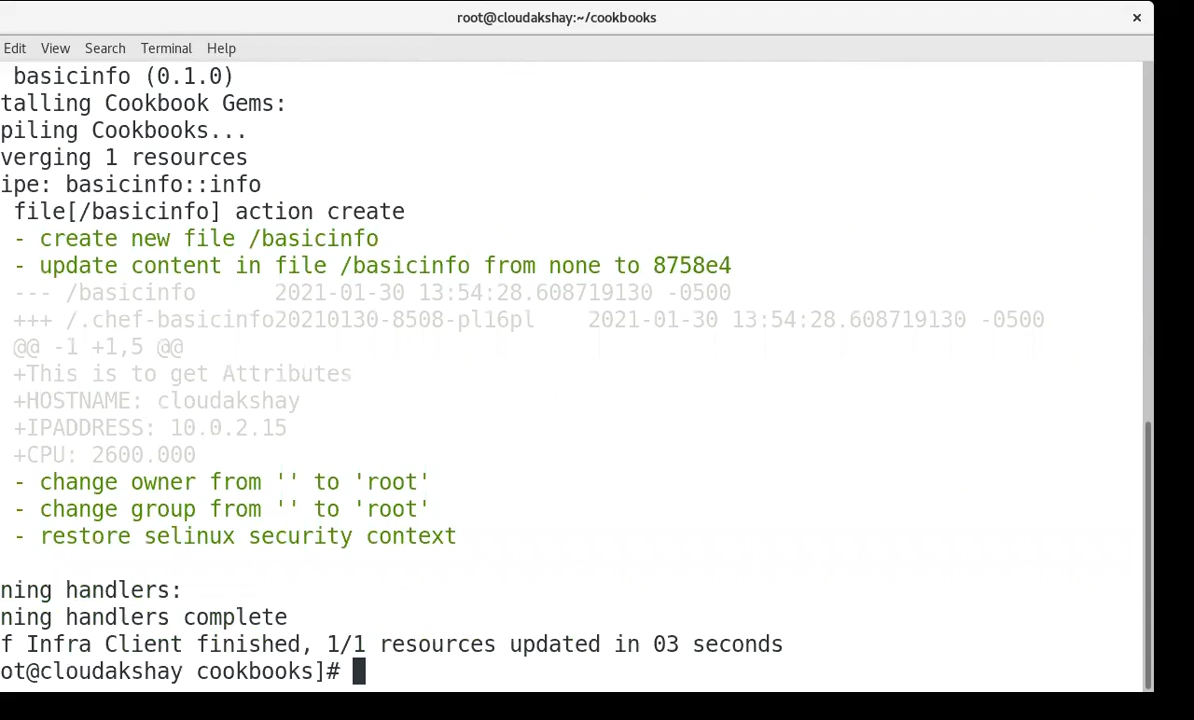 root@cloudakshay:~/cookbooks ×
Edit View Search Terminal Help
basicinfo (0.1.0)
talling Cookbook Gems:
piling Cookbooks...
verging 1 resources
ipe: basicinfo::info
file[/basicinfo] action create
- create new file /basicinfo
- update content in file /basicinfo from none to 8758e4
--- /basicinfo 2021-01-30 13:54:28.608719130 -0500
+++ /.chef-basicinfo20210130-8508-pl16pl 2021-01-30 13:54:28.608719130 -0500
@@ -1 +1,5 @@
+This is to get Attributes
+HOSTNAME: cloudakshay
+IPADDRESS: 10.0.2.15
+CPU: 2600.000
- change owner from '' to 'root'
- change group from '' to 'root'
- restore selinux security context
ning handlers:
ning handlers complete
f Infra Client finished, 1/1 resources updated in 03 seconds
ot@cloudakshay cookbooks]#